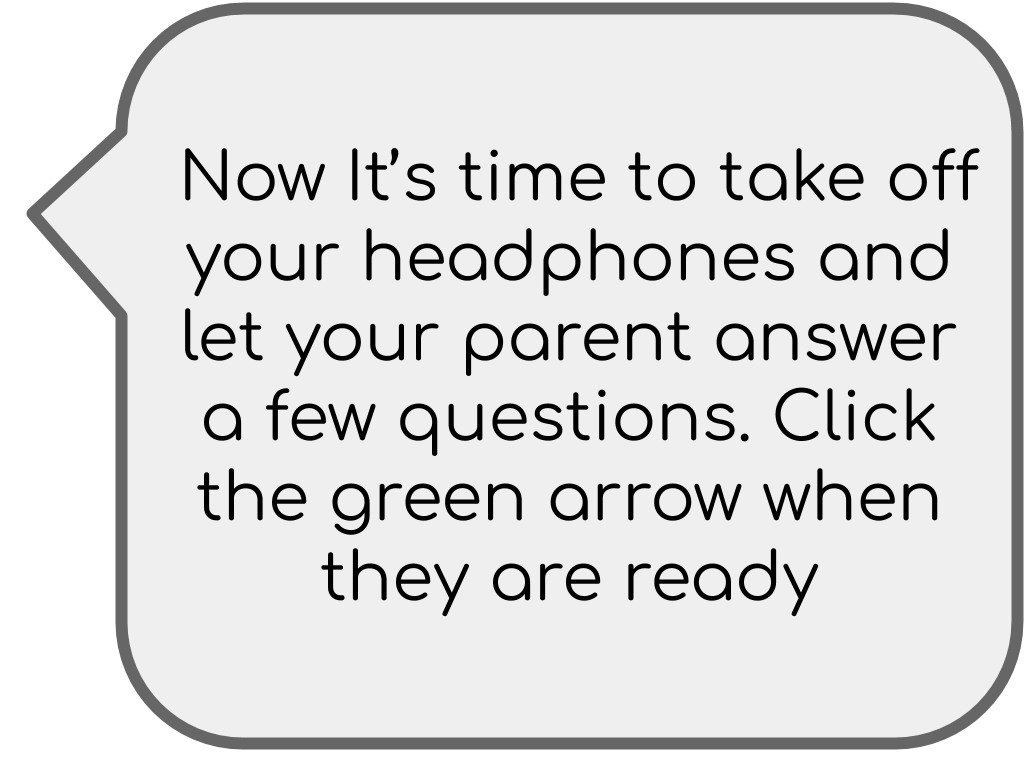 Now It’s time to take off
your headphones and
let your parent answer
a few questions. Click
the green arrow when
they are ready